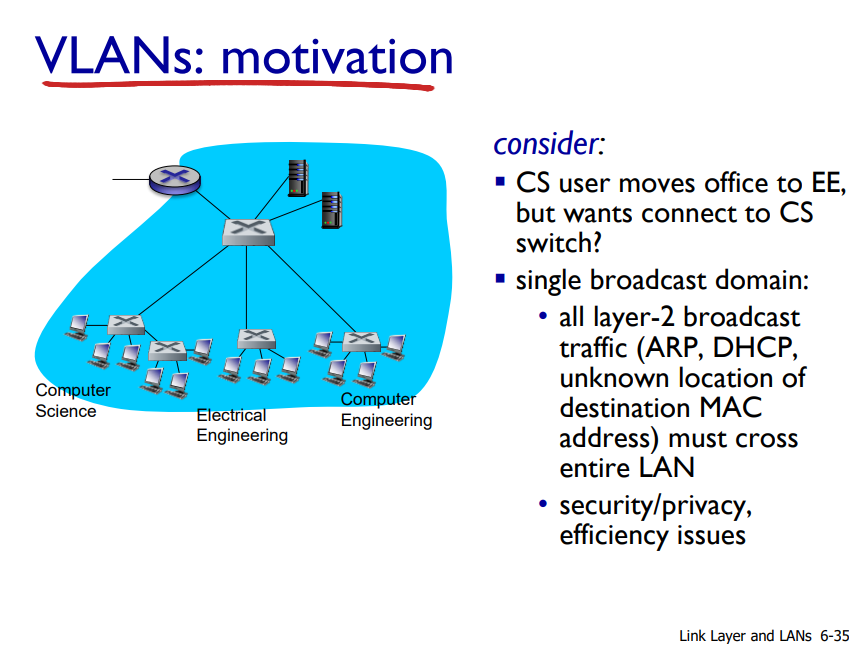 VLANs: motivation
consider:
▪ CS user moves office to EE,
but wants connect to CS
switch?
▪ single broadcast domain:
• all layer-2 broadcast
traffic (ARP, DHCP,
unknown location of
destination MAC
address) must cross
entire LAN
• security/privacy,
efficiency issues
Computer
Science
Electrical
Engineering
Computer
Engineering
Link Layer and LANs 6-35